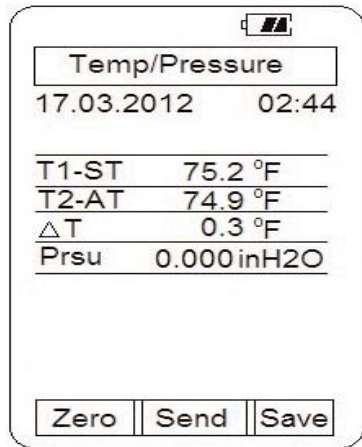 Temp/Pressure
17.03.2012 02:44
T1-ST 75.2 °F
T2-AT 74.9 °F
△T 0.3 °F
Prsu 0.000 inH2O
Zero Send Save